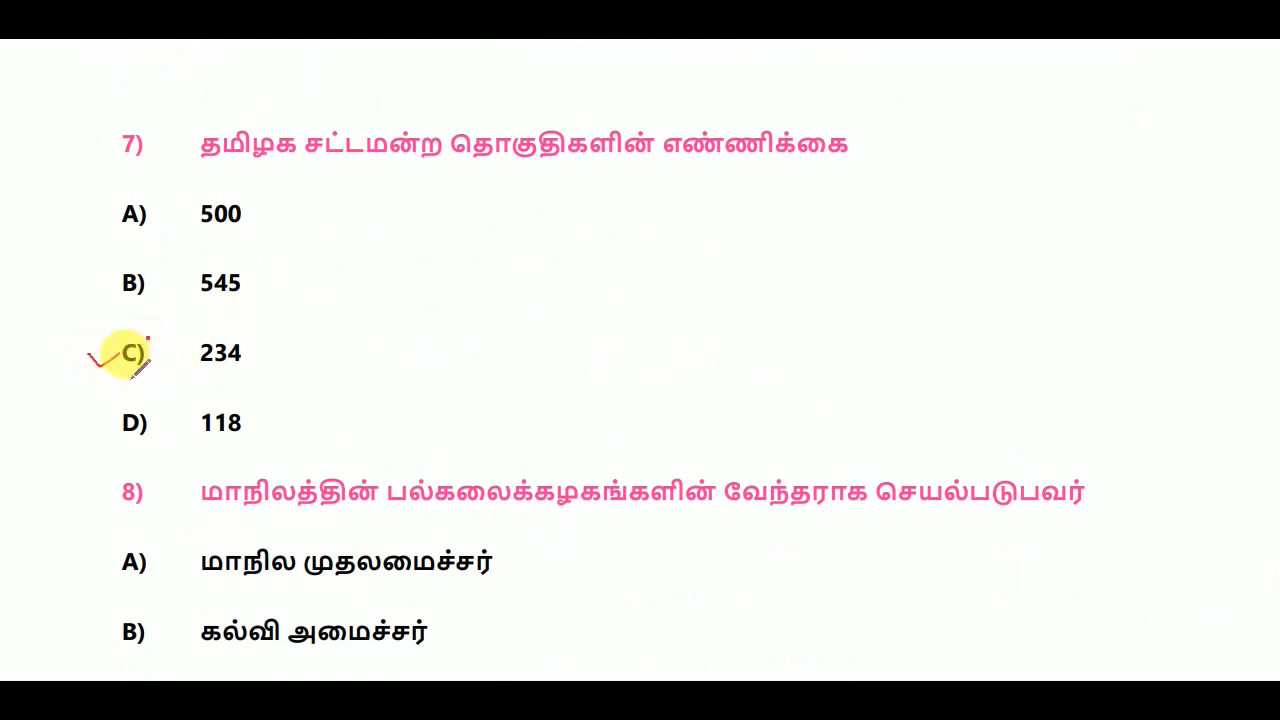 7) தமிழக சட்டமன்ற தொகுதிகளின் எண்ணிக்கை
A) 500
B) 545
C) 234
D) 118
8) மாநிலத்தின் பல்கலைக்கழகங்களின் வேந்தராக செயல்படுபவர்
A) மாநில முதலமைச்சர்
B) கல்வி அமைச்சர்